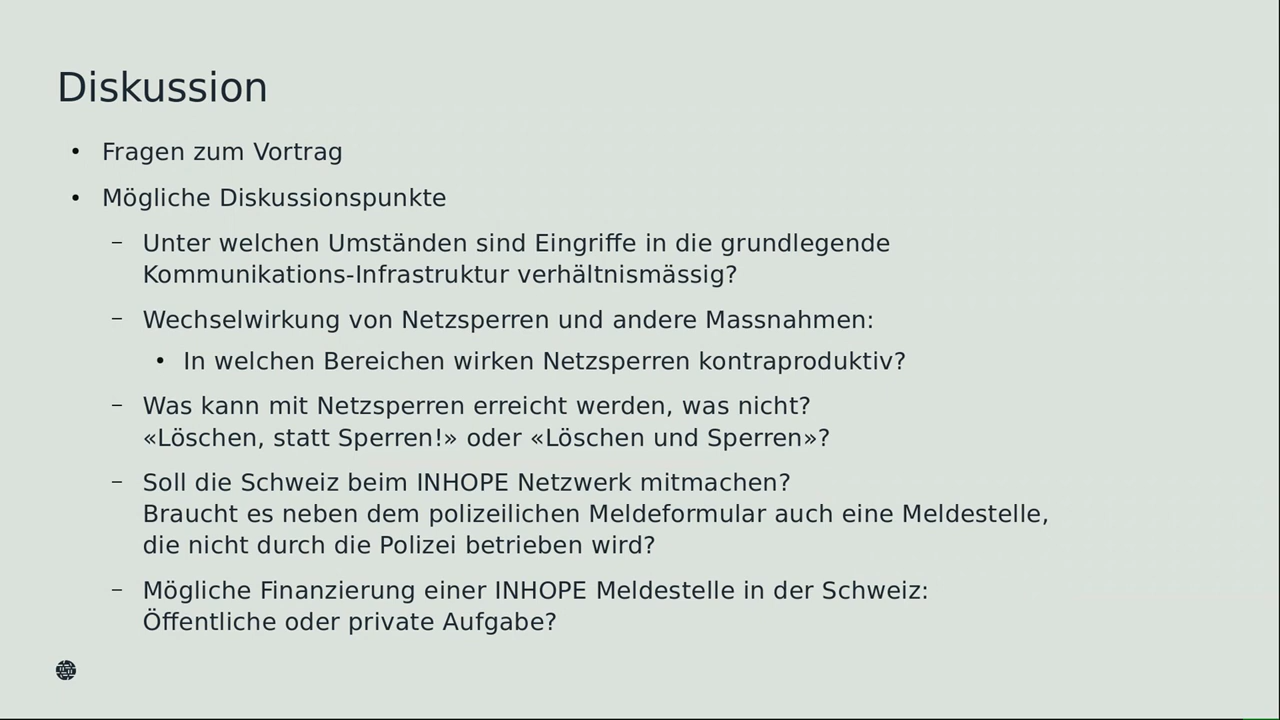 Diskussion
• Fragen zum Vortrag
• Mögliche Diskussionspunkte
– Unter welchen Umständen sind Eingriffe in die grundlegende
Kommunikations-Infrastruktur verhältnismässig?
– Wechselwirkung von Netzsperren und andere Massnahmen:
• In welchen Bereichen wirken Netzsperren kontraproduktiv?
– Was kann mit Netzsperren erreicht werden, was nicht?
«Löschen, statt Sperren!» oder «Löschen und Sperren»?
– Soll die Schweiz beim INHOPE Netzwerk mitmachen?
Braucht es neben dem polizeilichen Meldeformular auch eine Meldestelle,
die nicht durch die Polizei betrieben wird?
– Mögliche Finanzierung einer INHOPE Meldestelle in der Schweiz:
Öffentliche oder private Aufgabe?